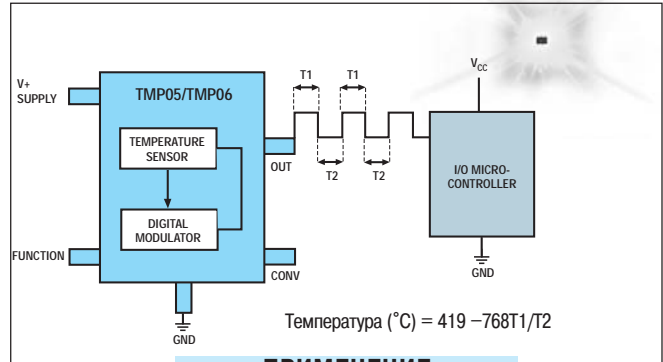 V+
SUPPLY
TMP05/TMP06
TEMPERATURE
SENSOR
DIGITAL
MODULATOR
FUNCTION
GND
OUT
CONV
T1 T1
T2 T2
VCC
I/O MICRO-
CONTROLLER
GND
Температура (°C) = 419 –768T1/T2
ПРИМЕНЕНИЕ